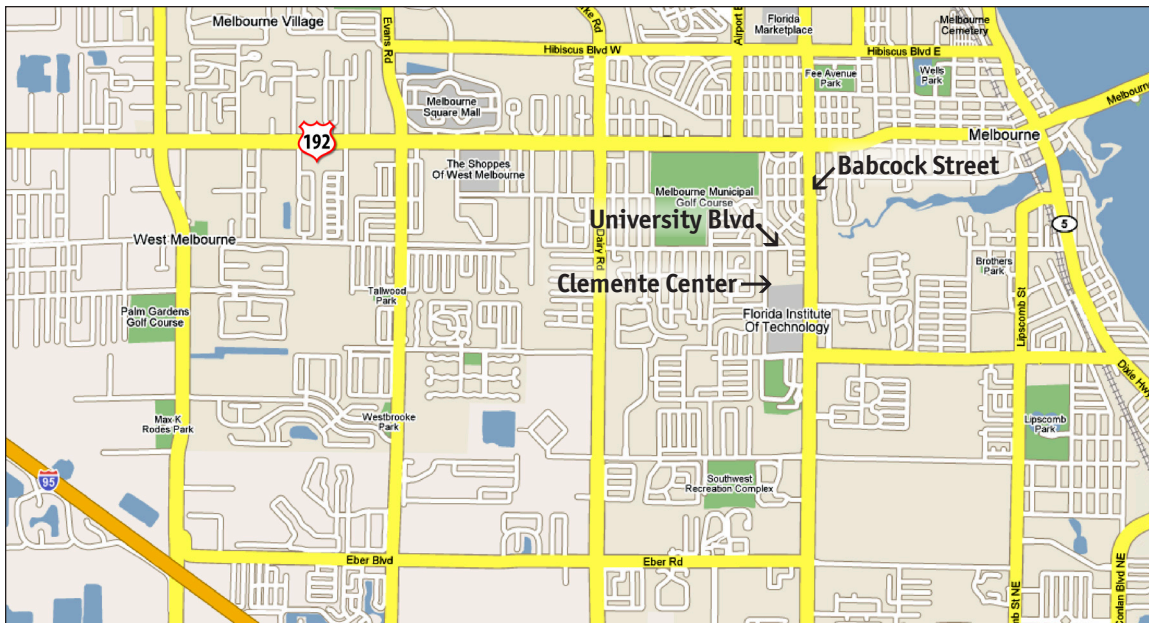 Melbourne Village
Evans Rd
Hibiscus Blvd W
Airport B
Florida
Marketplace
Melbourne
Cemetery
Hibiscus Blvd E
Fee Avenue
Park
Wells
Park
Melbourne
Square Mall
Melbourne
192
Melbourne
The Shoppes
Of West Melbourne
Babcock Street
Melbourne Municipal
Golf Course
University Blvd
5
West Melbourne
Dairy Rd
Brothers
Park
Clemente Center
Tallwood
Park
Palm Gardens
Golf Course
Florida Institute
Of Technology
Lipscomb St
Dixie Hwy
Max K
Rodes Park
Westbrooke
Park
Lipscomb
Park
95
Southwest
Recreation Complex
Eber Blvd
Eber Rd
mb St NE
Conlan Blvd NE